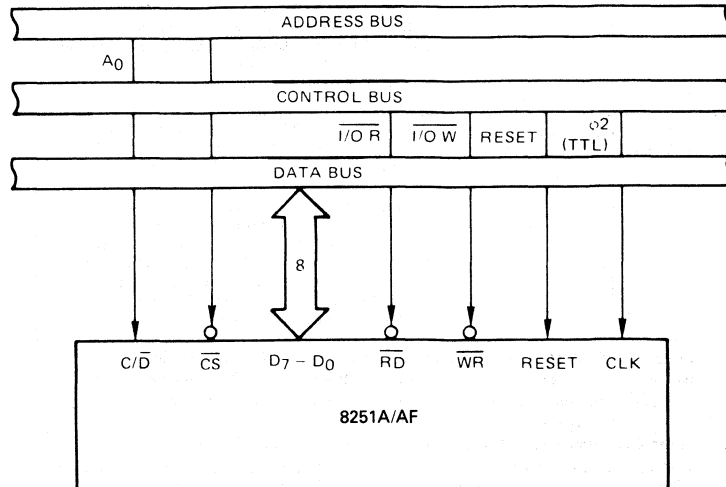 ADDRESS BUS
A0
CONTROL BUS
I/O R I/O W RESET φ2 (TTL)
DATA BUS
8
C/D CS D7 – D0 RD WR RESET CLK
8251A/AF